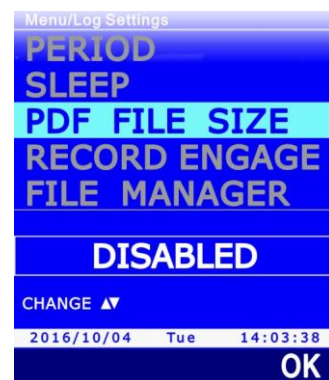 Menu/Log Settings
PERIOD
SLEEP
PDF FILE SIZE
RECORD ENGAGE
FILE MANAGER
DISABLED
CHANGE ▲▼
2016/10/04 Tue 14:03:38
OK